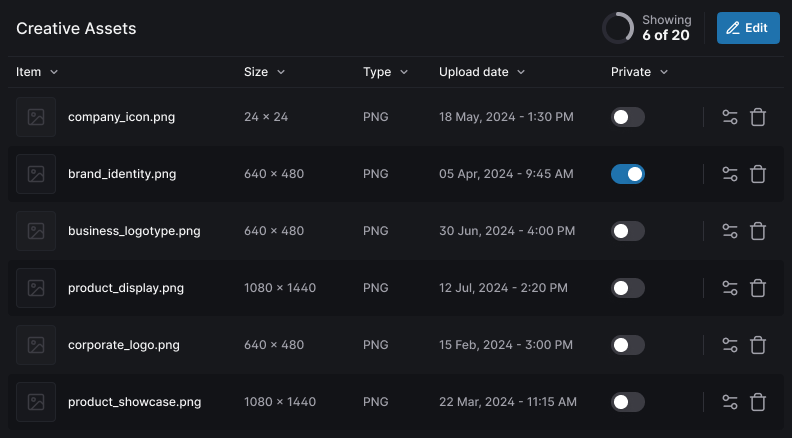 Creative Assets
Showing
6 of 20
Edit
Item Size Type Upload date Private
company_icon.png 24 × 24 PNG 18 May, 2024 - 1:30 PM
brand_identity.png 640 × 480 PNG 05 Apr, 2024 - 9:45 AM
business_logotype.png 640 × 480 PNG 30 Jun, 2024 - 4:00 PM
product_display.png 1080 × 1440 PNG 12 Jul, 2024 - 2:20 PM
corporate_logo.png 640 × 480 PNG 15 Feb, 2024 - 3:00 PM
product_showcase.png 1080 × 1440 PNG 22 Mar, 2024 - 11:15 AM